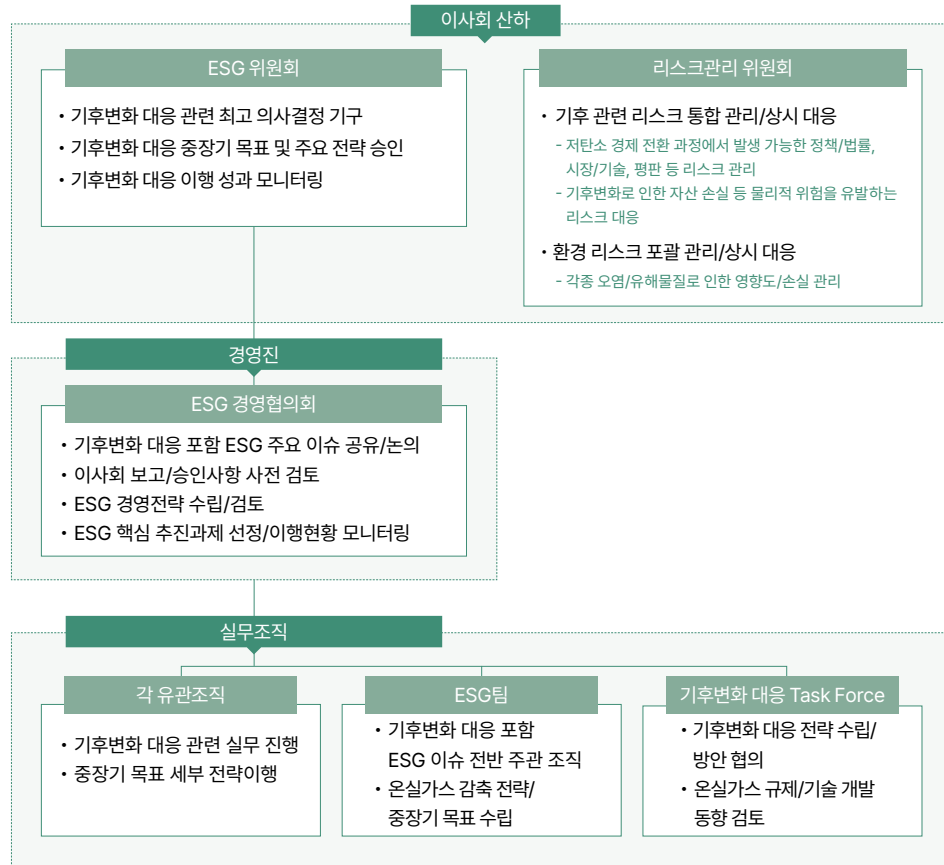 이사회 산하
ESG 위원회
• 기후변화 대응 관련 최고 의사결정 기구
• 기후변화 대응 중장기 목표 및 주요 전략 승인
• 기후변화 대응 이행 성과 모니터링
리스크관리 위원회
• 기후 관련 리스크 통합 관리/상시 대응
- 저탄소 경제 전환 과정에서 발생 가능한 정책/법률,
시장/기술, 평판 등 리스크 관리
- 기후변화로 인한 자산 손실 등 물리적 위험을 유발하는
리스크 대응
• 환경 리스크 포괄 관리/상시 대응
- 각종 오염/유해물질로 인한 영향도/손실 관리
경영진
ESG 경영협의회
• 기후변화 대응 포함 ESG 주요 이슈 공유/논의
• 이사회 보고/승인사항 사전 검토
• ESG 경영전략 수립/검토
• ESG 핵심 추진과제 선정/이행현황 모니터링
실무조직
각 유관조직
• 기후변화 대응 관련 실무 진행
• 중장기 목표 세부 전략이행
ESG팀
• 기후변화 대응 포함
ESG 이슈 전반 주관 조직
• 온실가스 감축 전략/
중장기 목표 수립
기후변화 대응 Task Force
• 기후변화 대응 전략 수립/
방안 협의
• 온실가스 규제/기술 개발
동향 검토